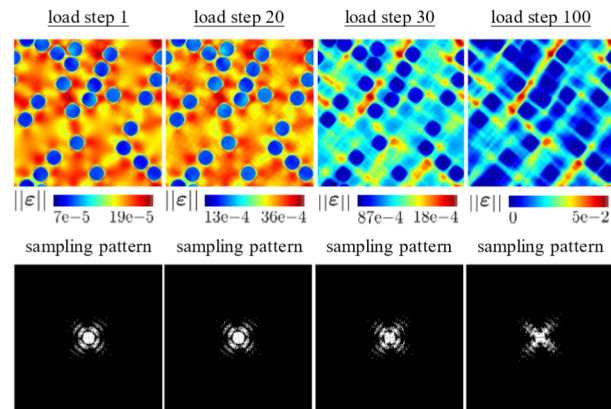 load step 1 load step 20 load step 30 load step 100
||ε|| 7e-5 19e-5 ||ε|| 13e-4 36e-4 ||ε|| 87e-4 18e-4 ||ε|| 0 5e-2
sampling pattern sampling pattern sampling pattern sampling pattern